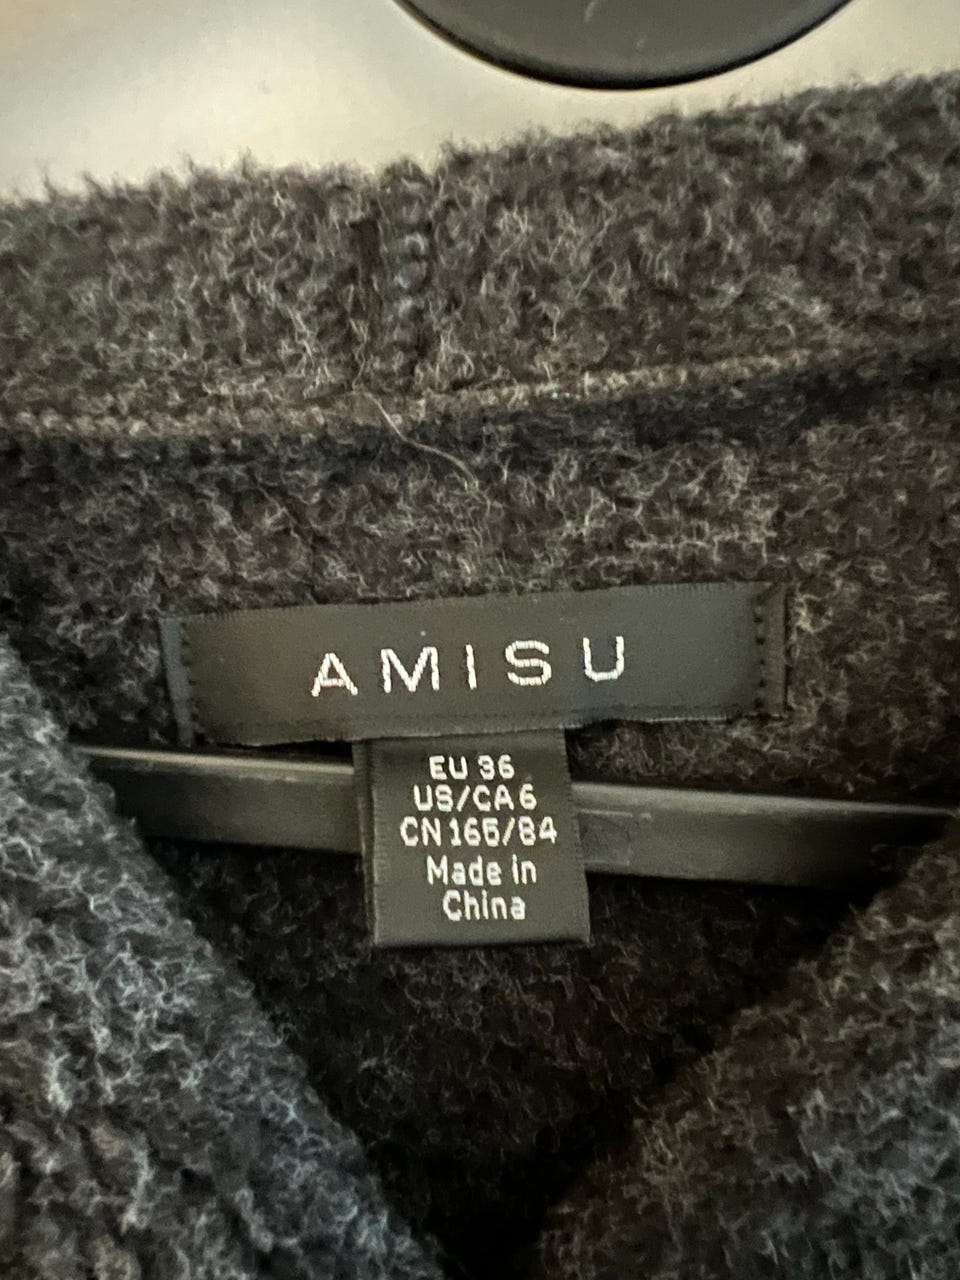 AMISU
EU 36
US/CA 6
CN 165/84
Made in
China